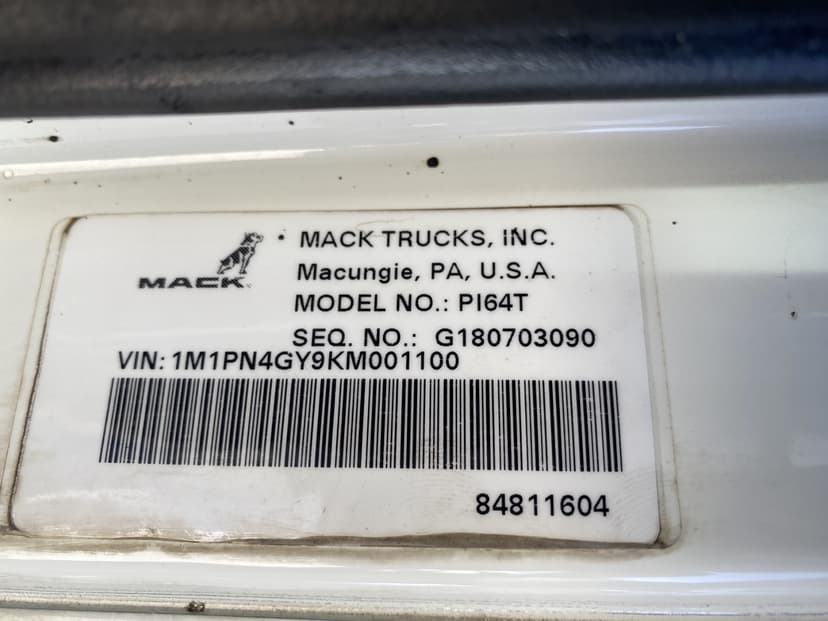 MACK
MACK TRUCKS, INC.
Macungie, PA, U.S.A.
MODEL NO.: PI64T
SEQ. NO.: G180703090
VIN: 1M1PN4GY9KM001100
84811604